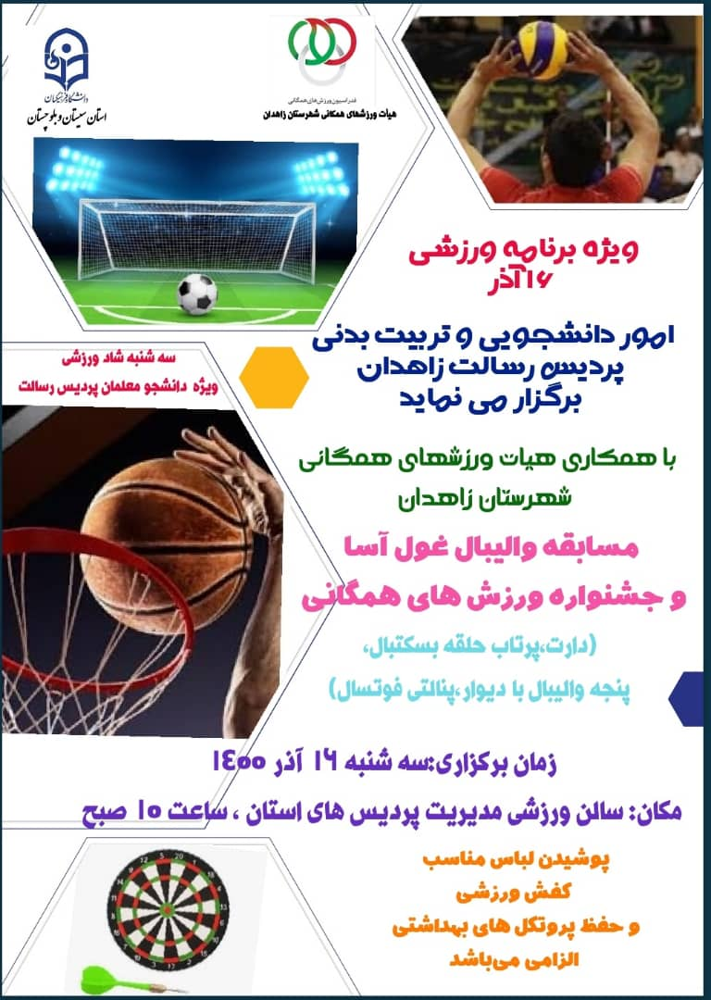 دانشگاه فرهنگیان
استان سیستان و بلوچستان
فدراسیون ورزش‌های همگانی
هیأت ورزشهای همگانی شهرستان زاهدان
ویژه برنامه ورزشی
۱۶ آذر
امور دانشجویی و تربیت بدنی
پردیس رسالت زاهدان
برگزار می نماید
سه شنبه شاد ورزشی
ویژه دانشجو معلمان پردیس رسالت
با همکاری هیات ورزشهای همگانی
شهرستان زاهدان
مسابقه والیبال غول آسا
و جشنواره ورزش های همگانی
(دارت،پرتاب حلقه بسکتبال،
پنجه والیبال با دیوار،پنالتی فوتسال)
زمان برگزاری:سه شنبه ۱۶ آذر ۱۴۰۰
مکان: سالن ورزشی مدیریت پردیس های استان ، ساعت ۱۰ صبح
پوشیدن لباس مناسب
کفش ورزشی
و حفظ پروتکل های بهداشتی
الزامی می‌باشد